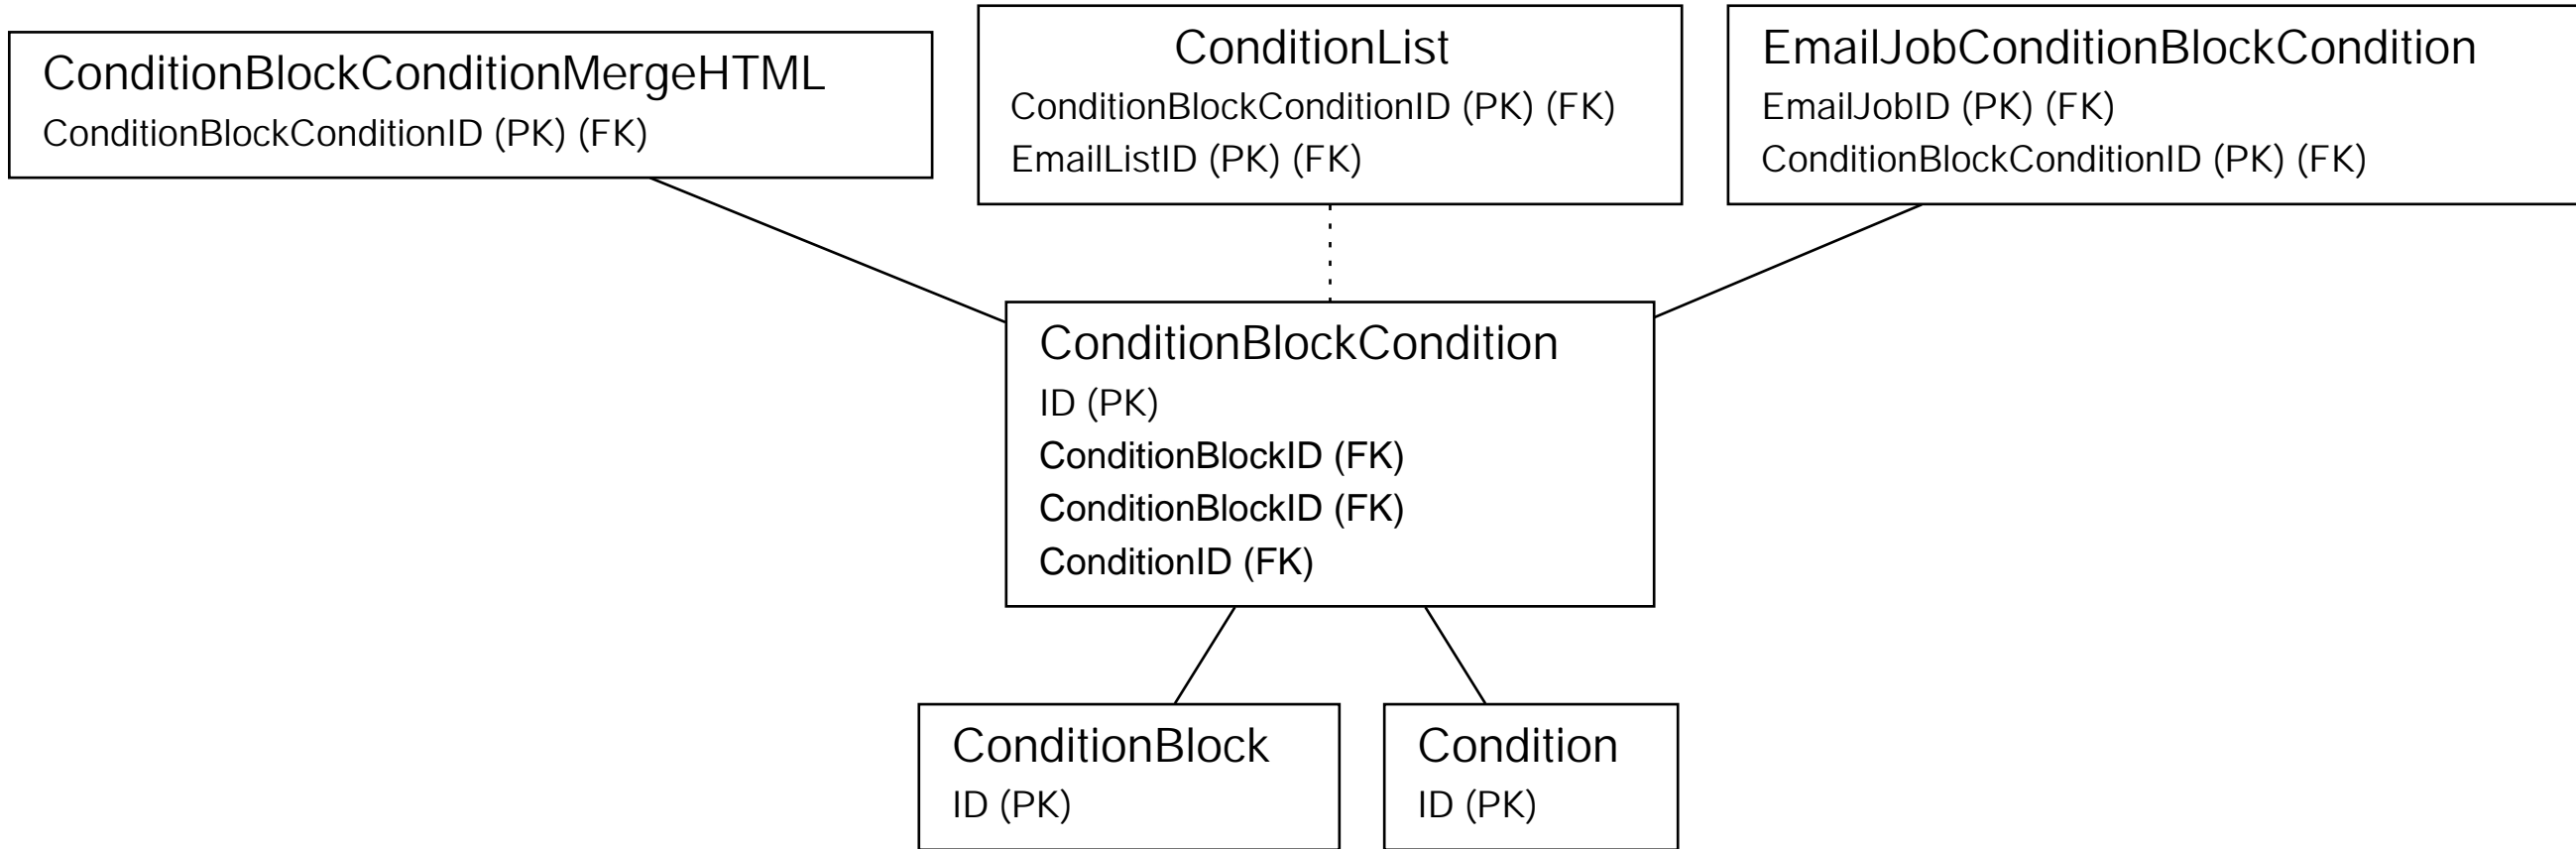 ConditionBlockConditionMergeHTML
ConditionBlockConditionID (PK) (FK)
ConditionList
ConditionBlockConditionID (PK) (FK)
EmailListID (PK) (FK)
EmailJobConditionBlockCondition
EmailJobID (PK) (FK)
ConditionBlockConditionID (PK) (FK)
ConditionBlockCondition
ID (PK)
ConditionBlockID (FK)
ConditionBlockID (FK)
ConditionID (FK)
ConditionBlock
ID (PK)
Condition
ID (PK)